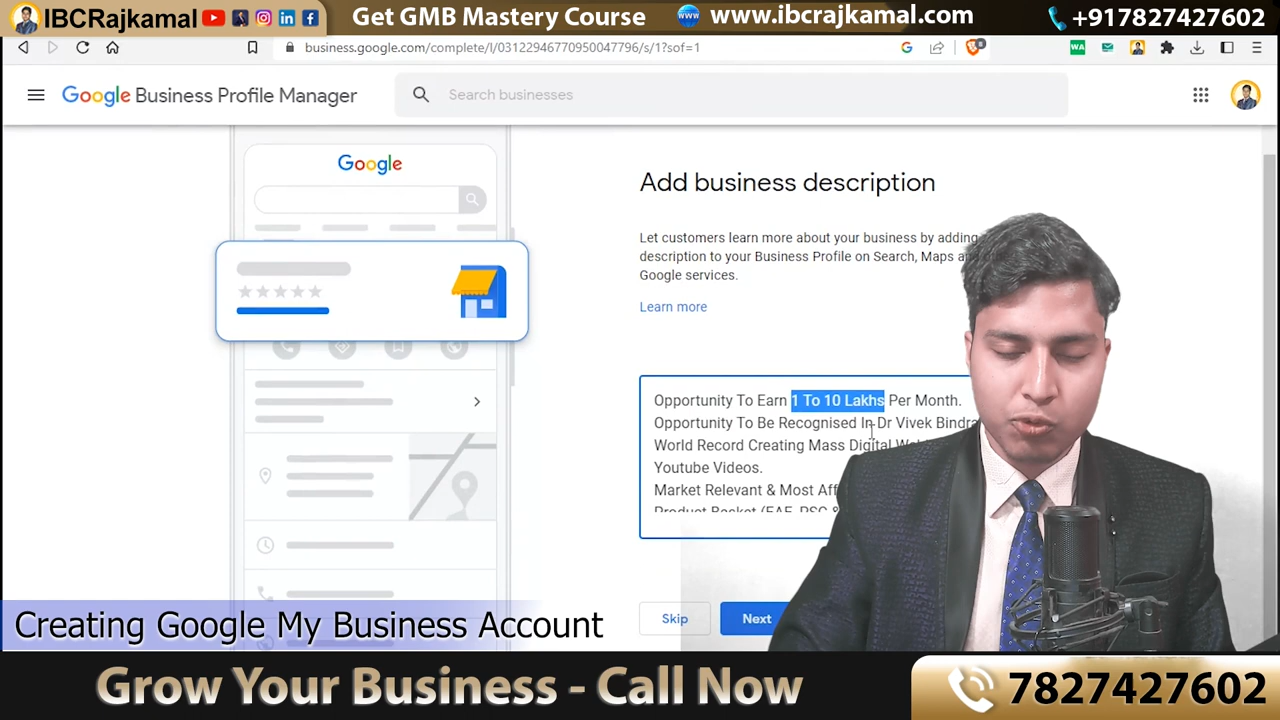 IBCRajkamal
Get GMB Mastery Course
www.ibcrajkamal.com
+917827427602
business.google.com/complete/l/03122946770950047796/s/1?sof=1
Google Business Profile Manager
Search businesses
Google
Add business description
Let customers learn more about your business by adding
description to your Business Profile on Search, Maps
Google services.
Learn more
Opportunity To Earn 1 To 10 Lakhs Per Month.
Opportunity To Be Recognised In Dr Vivek Bindra
World Record Creating Mass Digital
Youtube Videos.
Market Relevant & Most
Product Basket
Skip
Next
Creating Google My Business Account
Grow Your Business - Call Now
7827427602